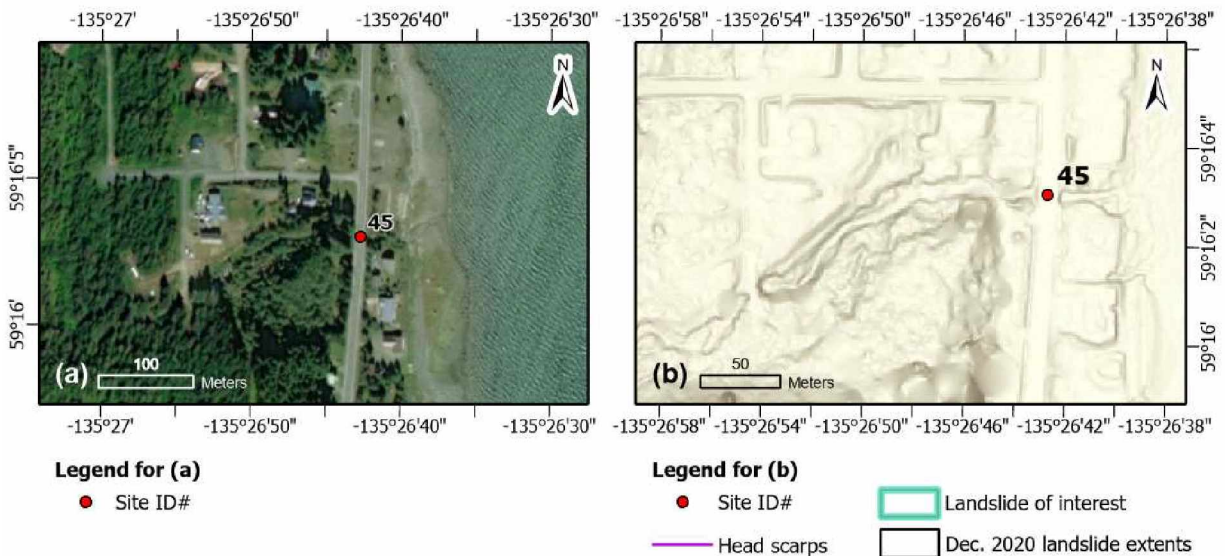 -135°27' -135°26'50" -135°26'40" -135°26'30"
-135°26'58" -135°26'54" -135°26'50" -135°26'46" -135°26'42" -135°26'38"
N
N
59°16'5"
59°16'
59°16'4"
59°16'2"
59°16'
45
45
(a)
100
Meters
(b)
50
Meters
-135°27' -135°26'50" -135°26'40" -135°26'30"
-135°26'58" -135°26'54" -135°26'50" -135°26'46" -135°26'42" -135°26'38"
Legend for (a)
Site ID#
Legend for (b)
Site ID#
Landslide of interest
Head scarps
Dec. 2020 landslide extents